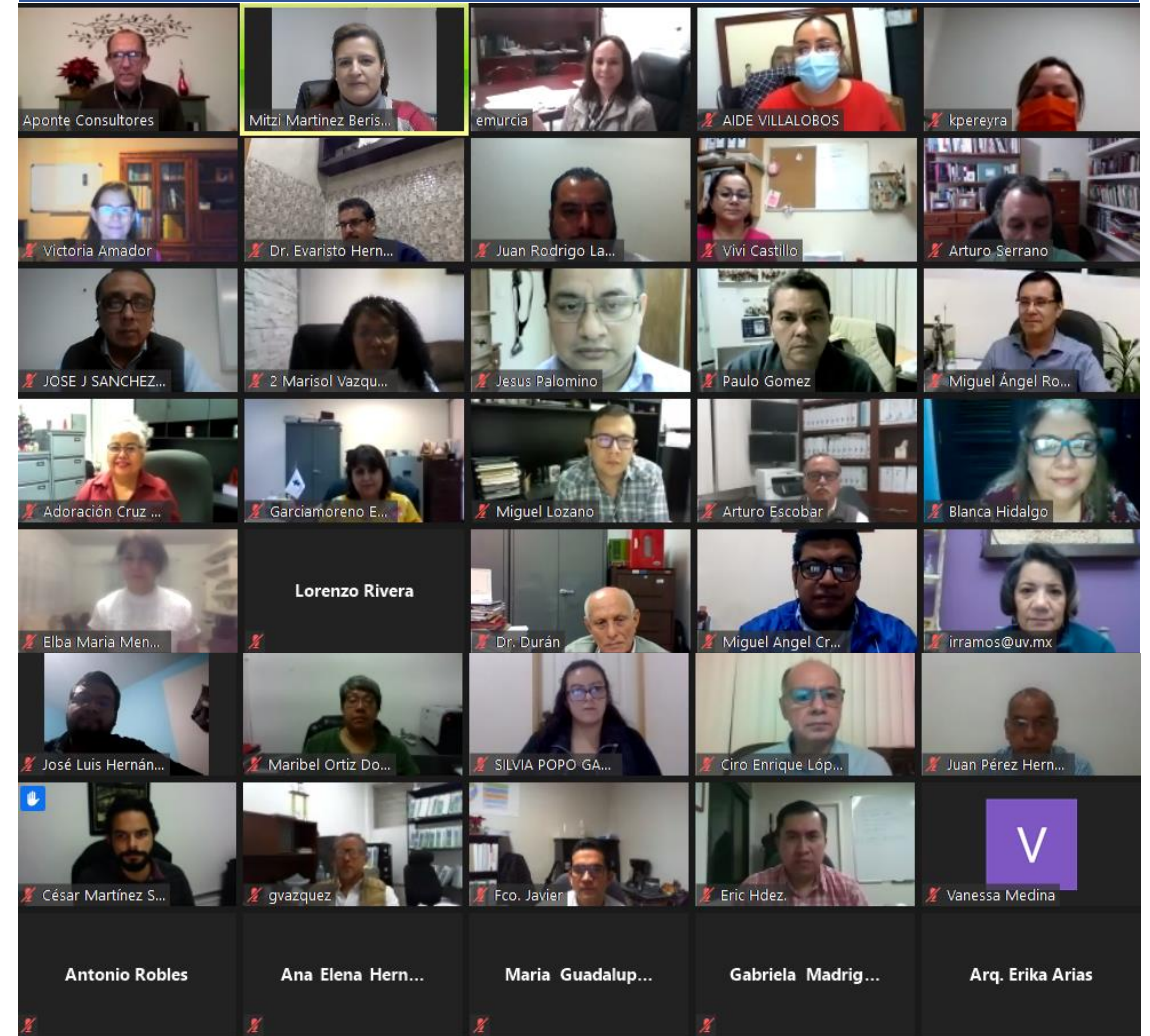 Aponte Consultores
Mitzi Martinez Beris...
emurcia
AIDE VILLALOBOS
kpereyra
Victoria Amador
Dr. Evaristo Hern...
Juan Rodrigo La...
Vivi Castillo
Arturo Serrano
JOSE J SANCHEZ...
2 Marisol Vazqu...
Jesus Palomino
Paulo Gomez
Miguel Ángel Ro...
Adoración Cruz ...
Garciamoreno E...
Miguel Lozano
Arturo Escobar
Blanca Hidalgo
Elba Maria Men...
Lorenzo Rivera
Dr. Durán
Miguel Angel Cr...
irramos@uv.mx
José Luis Hernán...
Maribel Ortiz Do...
SILVIA POPO GA...
Ciro Enrique Lóp...
Juan Pérez Hern...
César Martínez S...
gvazquez
Fco. Javier
Eric Hdez.
V
Vanessa Medina
Antonio Robles
Ana Elena Hern...
Maria Guadalup...
Gabriela Madrig...
Arq. Erika Arias